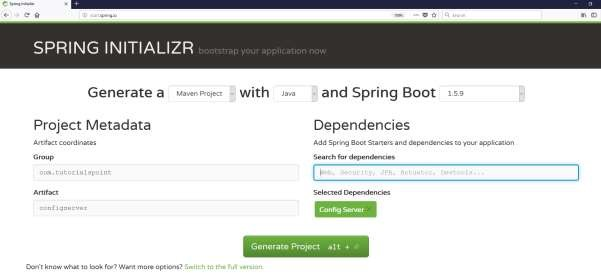 Spring Initializr
start.spring.io
Search
SPRING INITIALIZR bootstrap your application now
Generate a Maven Project with Java and Spring Boot 1.5.9
Project Metadata
Artifact coordinates
Group
com.tutorialspoint
Artifact
configserver
Dependencies
Add Spring Boot Starters and dependencies to your application
Search for dependencies
Web, Security, JPA, Actuator, Devtools...
Selected Dependencies
Config Server
Generate Project alt +
Don't know what to look for? Want more options? Switch to the full version.